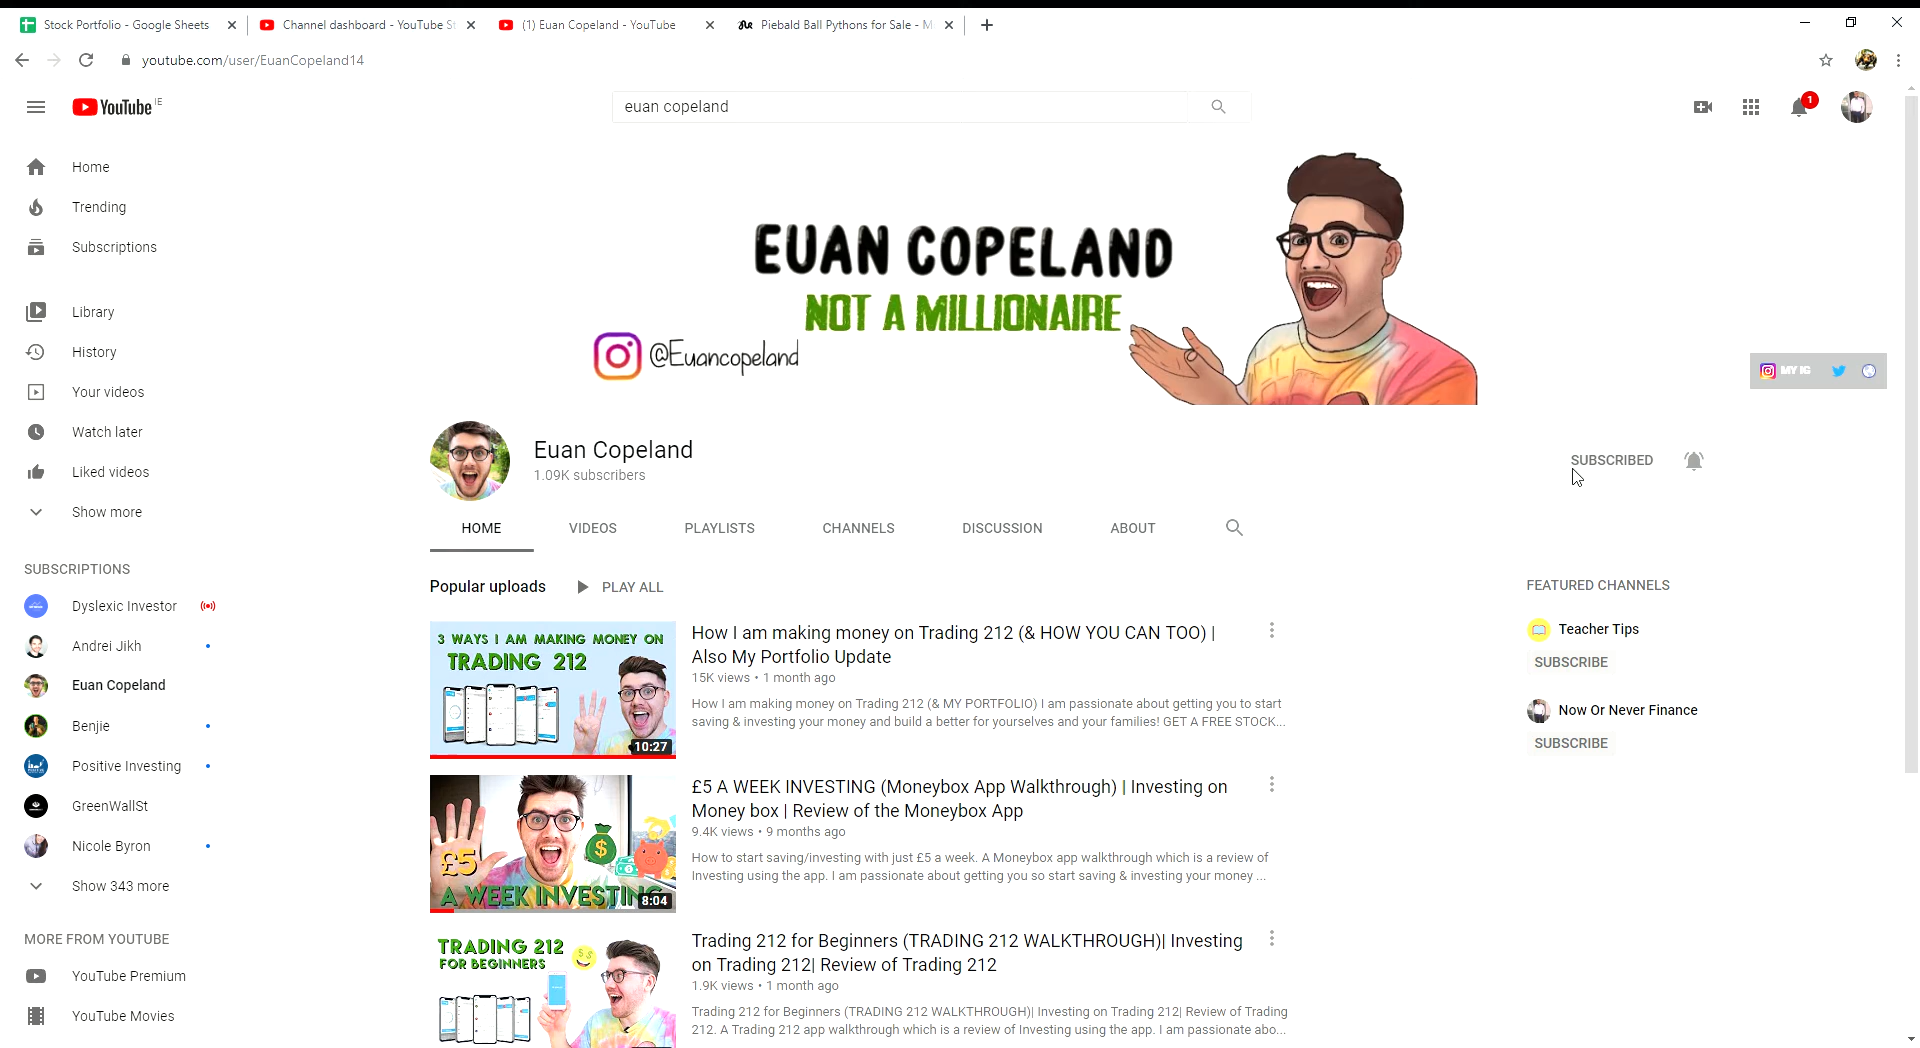 Stock Portfolio - Google Sheets
Channel dashboard - YouTube St
(1) Euan Copeland - YouTube
Piebald Ball Pythons for Sale - M
youtube.com/user/EuanCopeland14
YouTube IE
euan copeland
1
Home
Trending
Subscriptions
Library
History
Your videos
Watch later
Liked videos
Show more
SUBSCRIPTIONS
Dyslexic Investor
Andrei Jikh
Euan Copeland
Benjie
Positive Investing
GreenWallSt
Nicole Byron
Show 343 more
MORE FROM YOUTUBE
YouTube Premium
YouTube Movies
EUAN COPELAND
NOT A MILLIONAIRE
@Euancopeland
MY IG
Euan Copeland
1.09K subscribers
SUBSCRIBED
HOME
VIDEOS
PLAYLISTS
CHANNELS
DISCUSSION
ABOUT
Popular uploads
PLAY ALL
3 WAYS I AM MAKING MONEY ON
TRADING 212
10:27
How I am making money on Trading 212 (& HOW YOU CAN TOO) |
Also My Portfolio Update
15K views • 1 month ago
How I am making money on Trading 212 (& MY PORTFOLIO) I am passionate about getting you to start
saving & investing your money and build a better for yourselves and your families! GET A FREE STOCK...
£5
A WEEK INVESTING
8:04
£5 A WEEK INVESTING (Moneybox App Walkthrough) | Investing on
Money box | Review of the Moneybox App
9.4K views • 9 months ago
How to start saving/investing with just £5 a week. A Moneybox app walkthrough which is a review of
Investing using the app. I am passionate about getting you so start saving & investing your money ...
TRADING 212
FOR BEGINNERS
Trading 212 for Beginners (TRADING 212 WALKTHROUGH)| Investing
on Trading 212| Review of Trading 212
1.9K views • 1 month ago
Trading 212 for Beginners (TRADING 212 WALKTHROUGH)| Investing on Trading 212| Review of Trading
212. A Trading 212 app walkthrough which is a review of Investing using the app. I am passionate abo...
FEATURED CHANNELS
Teacher Tips
SUBSCRIBE
Now Or Never Finance
SUBSCRIBE